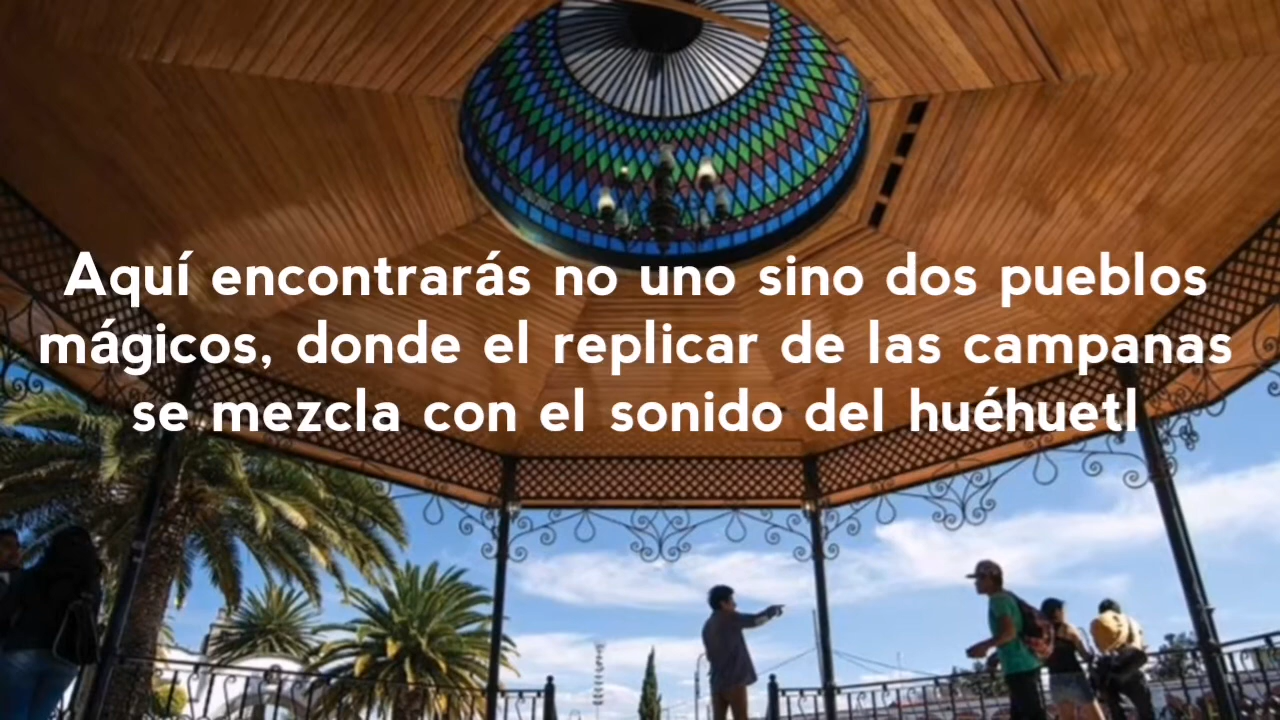 Aquí encontrarás no uno sino dos pueblos
mágicos, donde el replicar de las campanas
se mezcla con el sonido del huéhuetl